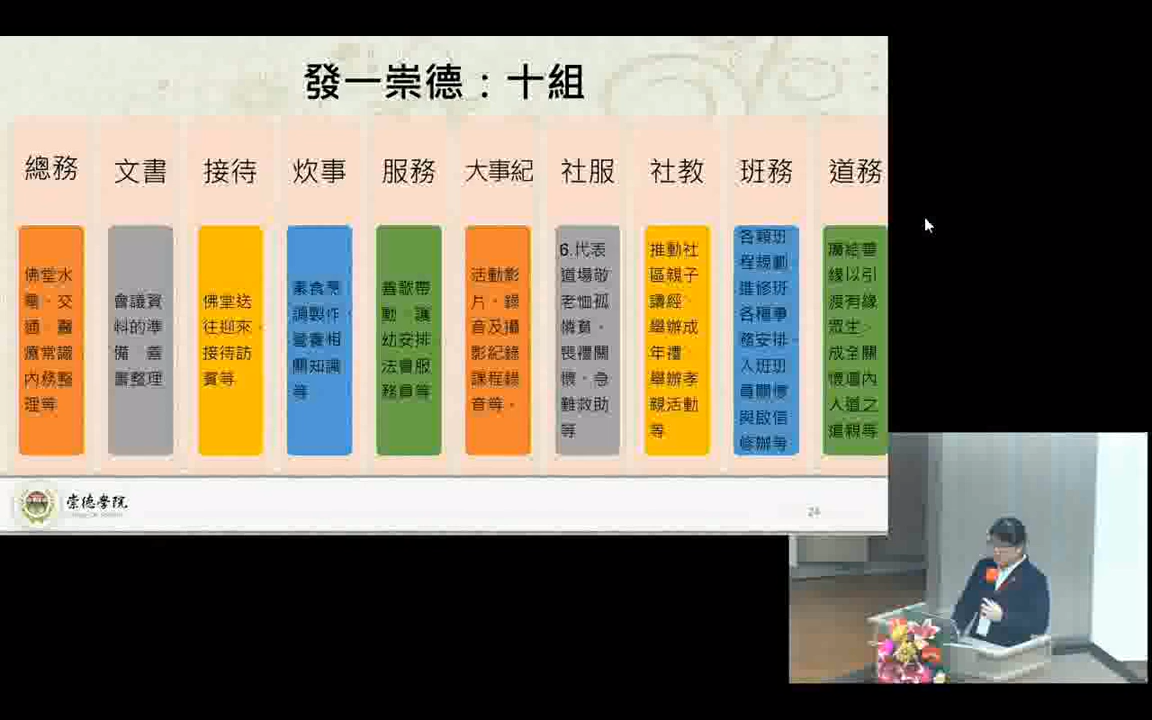 發一崇德：十組
總務
文書
接待
炊事
服務
大事紀
社服
社教
班務
道務
佛堂水
電、交
通、醫
療常識
內務整
理等
會議資
料的準
備 善
書整理
佛堂送
往迎來、
接待訪
賓等
素食烹
調製作、
營養相
關知識
等
善歌帶
動、護
幼安排
法會服
務員等
活動影
片、錄
音及攝
影紀錄
課程錄
音等。
6.代表
道場敬
老恤孤
憐貧、
喪禮關
懷、急
難救助
等
推動社
區親子
讀經、
舉辦成
年禮、
舉辦孝
親活動
等
各類班
程規劃
進修班
各種事
務安排、
入班班
員關懷
與啟信
修辦等
廣結善
緣以引
渡有緣
眾生、
成全關
懷壇內
人道之
道親等
崇德學院
24